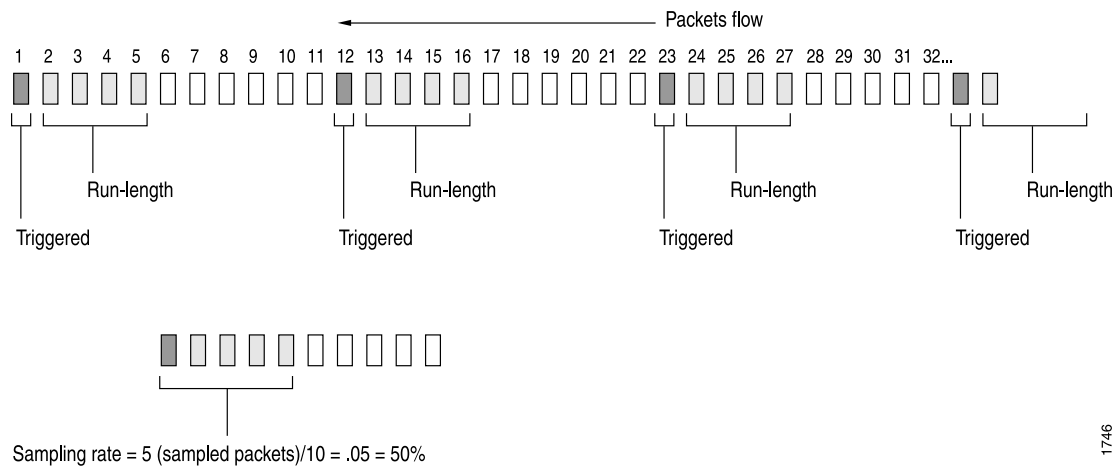 Packets flow
1 2 3 4 5 6 7 8 9 10 11 12 13 14 15 16 17 18 19 20 21 22 23 24 25 26 27 28 29 30 31 32...
Run-length Run-length Run-length Run-length
Triggered Triggered Triggered Triggered
Sampling rate = 5 (sampled packets)/10 = .05 = 50%
1746